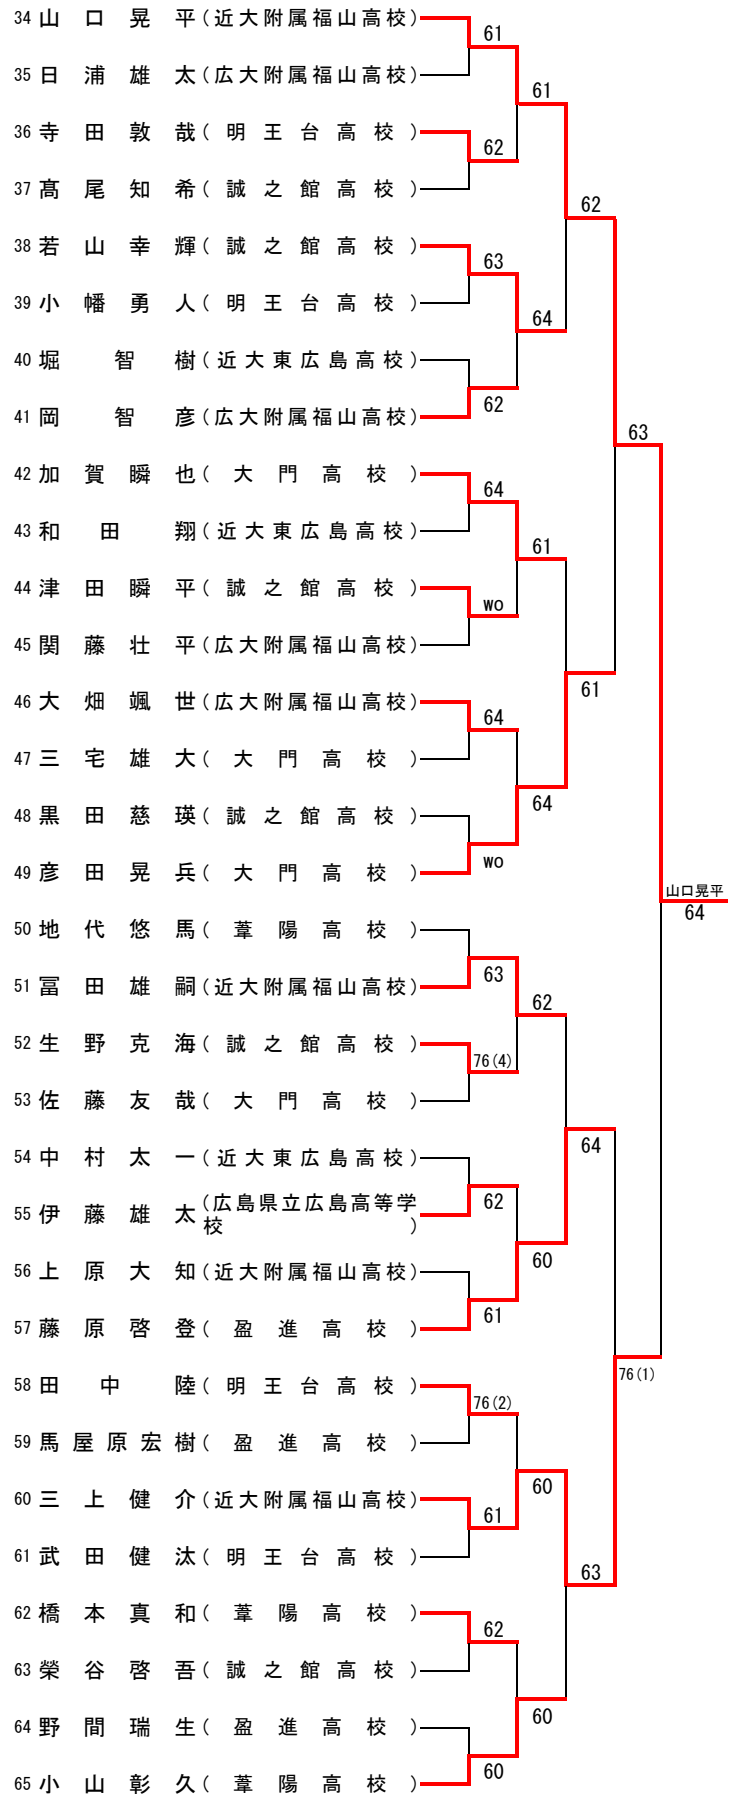 34 山口晃平(近大附属福山高校)
61
35 日浦雄太(広大附属福山高校)
61
36 寺田敦哉(明王台高校)
62
37 髙尾知希(誠之館高校)
62
38 若山幸輝(誠之館高校)
63
39 小幡勇人(明王台高校)
64
40 堀智樹(近大東広島高校)
62
41 岡智彦(広大附属福山高校)
63
42 加賀瞬也(大門高校)
64
43 和田翔(近大東広島高校)
61
44 津田瞬平(誠之館高校)
wo
45 関藤壮平(広大附属福山高校)
61
46 大畑颯世(広大附属福山高校)
64
47 三宅雄大(大門高校)
64
48 黒田慈瑛(誠之館高校)
wo
49 彦田晃兵(大門高校)
山口晃平
64
50 地代悠馬(葦陽高校)
63
51 冨田雄嗣(近大附属福山高校)
62
52 生野克海(誠之館高校)
76(4)
53 佐藤友哉(大門高校)
64
54 中村太一(近大東広島高校)
62
55 伊藤雄太(広島県立広島高等学
校)
60
56 上原大知(近大附属福山高校)
61
57 藤原啓登(盈進高校)
76(1)
58 田中陸(明王台高校)
76(2)
59 馬屋原宏樹(盈進高校)
60
60 三上健介(近大附属福山高校)
61
61 武田健汰(明王台高校)
63
62 橋本真和(葦陽高校)
62
63 榮谷啓吾(誠之館高校)
60
64 野間瑞生(盈進高校)
60
65 小山彰久(葦陽高校)